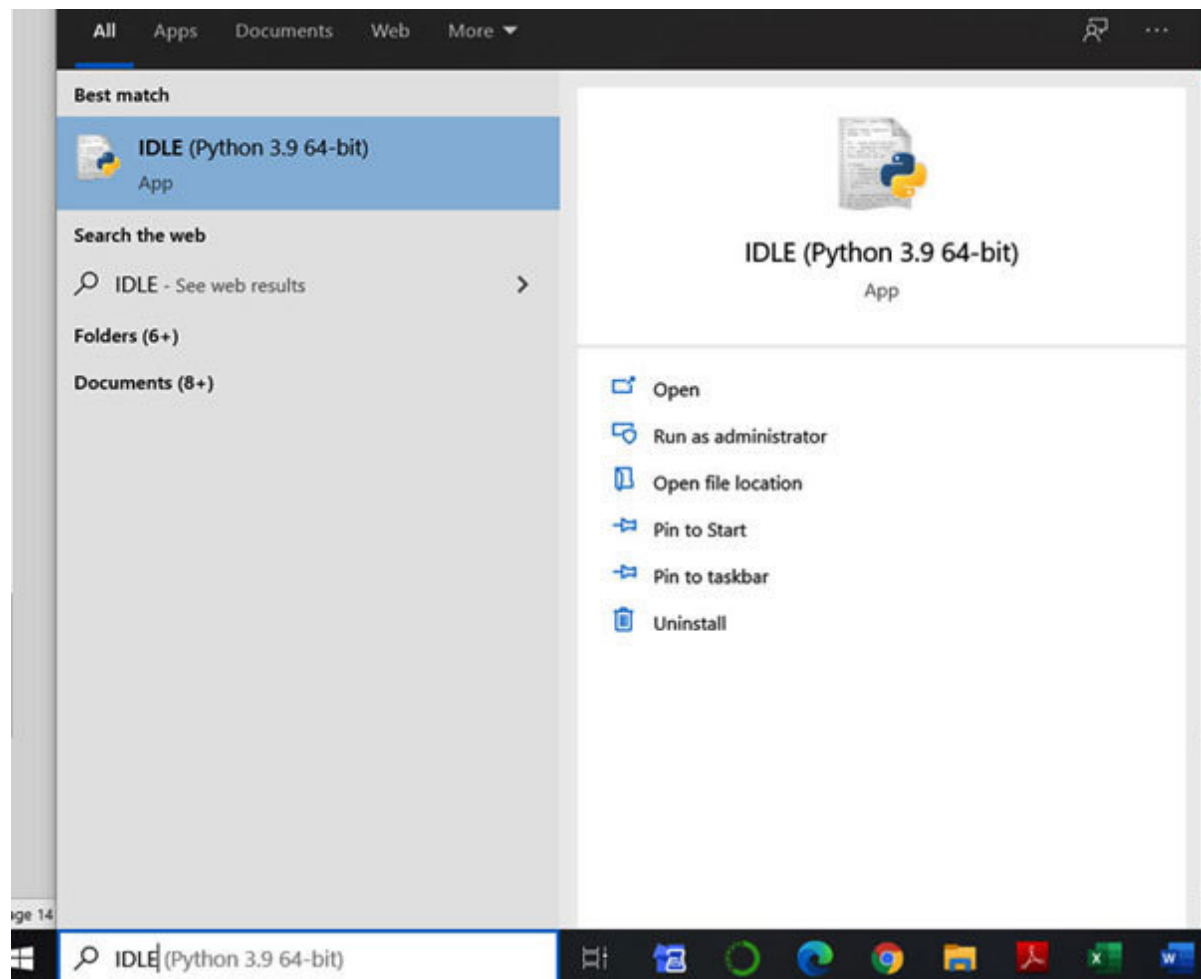 All Apps Documents Web More
Best match
IDLE (Python 3.9 64-bit)
App
Search the web
IDLE - See web results
Folders (6+)
Documents (8+)
IDLE (Python 3.9 64-bit)
App
Open
Run as administrator
Open file location
Pin to Start
Pin to taskbar
Uninstall
ge 14
IDLE (Python 3.9 64-bit)